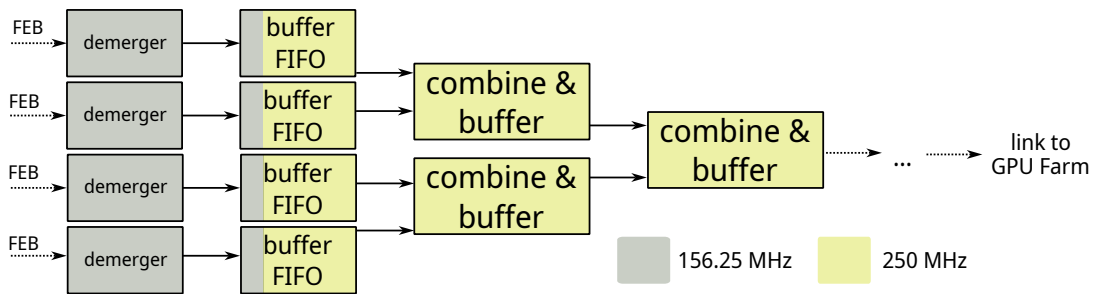 FEB
demerger
buffer
FIFO
FEB
demerger
buffer
FIFO
combine &
buffer
FEB
demerger
buffer
FIFO
combine &
buffer
FEB
demerger
buffer
FIFO
combine &
buffer
...
link to
GPU Farm
156.25 MHz
250 MHz